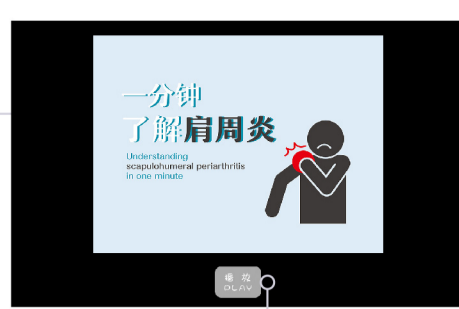 一分钟
了解肩周炎
Understanding
scapulohumeral periarthritis
in one minute
播放
PLAY